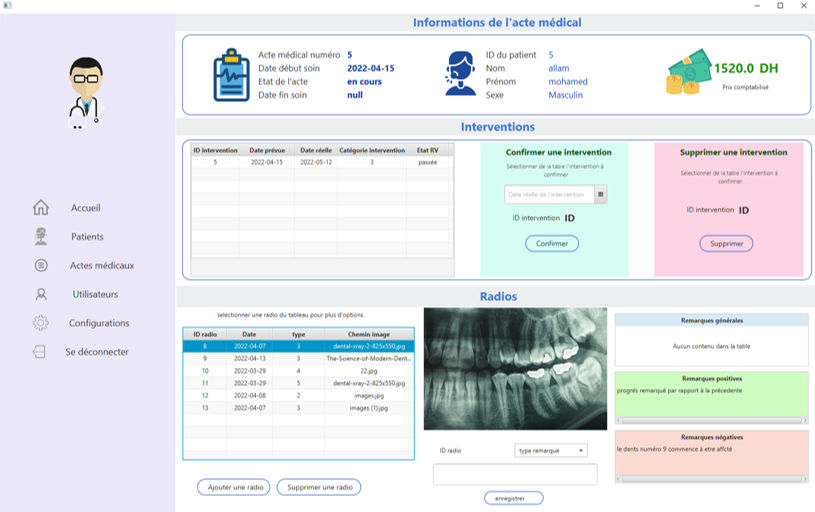 Informations de l'acte médical
Acte médical numéro 5
Date début soin 2022-04-15
Etat de l'acte en cours
Date fin soin null
ID du patient 5
Nom allam
Prénom mohamed
Sexe Masculin
1520.0 DH
Prix comptabilisé
Accueil
Patients
Actes médicaux
Utilisateurs
Configurations
Se déconnecter
Interventions
ID intervention Date prévue Date réelle Catégorie intervention Etat RV
5 2022-04-15 2022-05-12 3 passée
Confirmer une intervention
Sélectionner de la table l'intervention à
confirmer
Date réelle de l'intervention
ID intervention ID
Confirmer
Supprimer une intervention
Sélectionner de la table l'intervention à
confirmer
ID intervention ID
Supprimer
Radios
selectionner une radio du tableau pour plus d'options
ID radio Date type Chemin image
8 2022-04-07 3 dental-xray-2-825x550.jpg
9 2022-04-13 3 The-Science-of-Modern-Dent...
10 2022-03-29 4 22.jpg
11 2022-03-29 5 dental-xray-2-825x550.jpg
12 2022-04-08 2 images.jpg
13 2022-04-07 3 images (1).jpg
Ajouter une radio
Supprimer une radio
ID radio
type remarque
enregistrer
Remarques générales
Aucun contenu dans la table
Remarques positives
progrés remarqué par rapport à la précedente
Remarques négatives
le dents numéro 9 commence à etre affcté